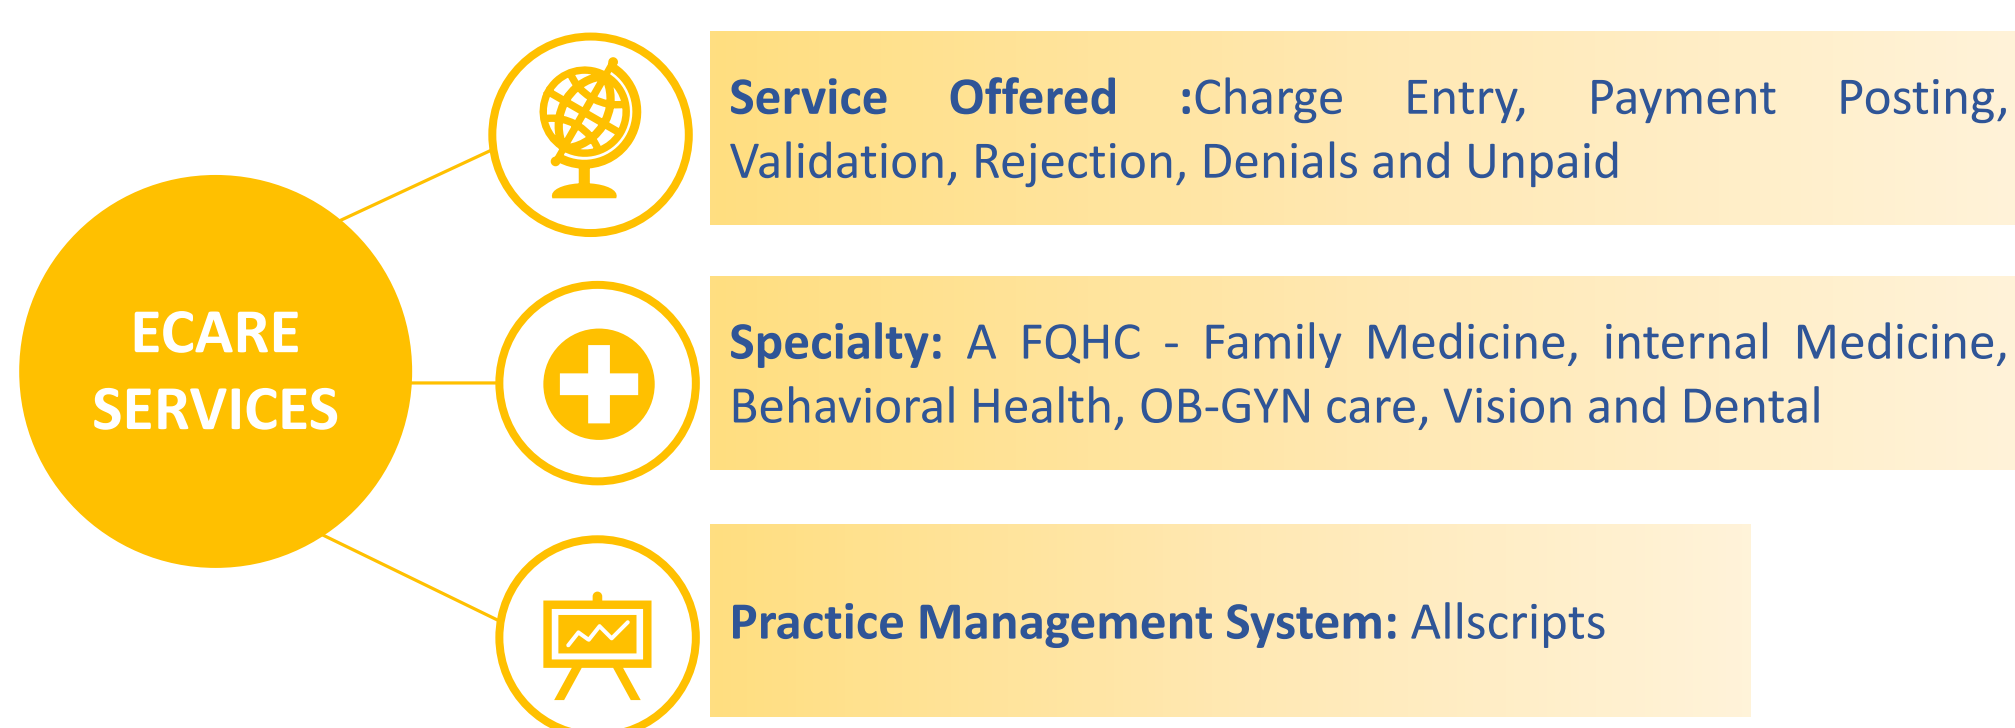 Service Offered :Charge Entry, Payment Posting,
Validation, Rejection, Denials and Unpaid
ECARE
SERVICES
Specialty: A FQHC - Family Medicine, internal Medicine,
Behavioral Health, OB-GYN care, Vision and Dental
Practice Management System: Allscripts